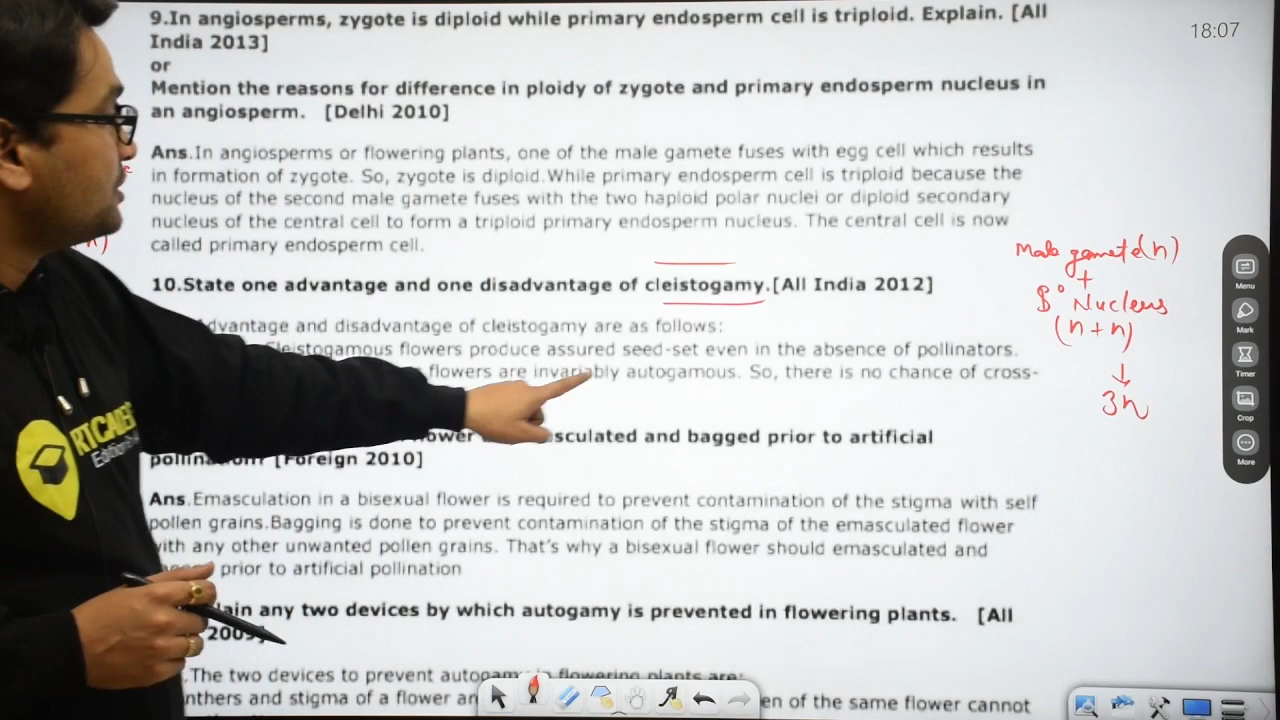 9.In angiosperms, zygote is diploid while primary endosperm cell is triploid. Explain. [All
India 2013]
or
Mention the reasons for difference in ploidy of zygote and primary endosperm nucleus in
an angiosperm. [Delhi 2010]
Ans.In angiosperms or flowering plants, one of the male gamete fuses with egg cell which results
in formation of zygote. So, zygote is diploid.While primary endosperm cell is triploid because the
nucleus of the second male gamete fuses with the two haploid polar nuclei or diploid secondary
nucleus of the central cell to form a triploid primary endosperm nucleus. The central cell is now
called primary endosperm cell.
10.State one advantage and one disadvantage of cleistogamy.[All India 2012]
dvantage and disadvantage of cleistogamy are as follows:
Cleistogamous flowers produce assured seed-set even in the absence of pollinators.
flowers are invariably autogamous. So, there is no chance of cross-
ower sculated and bagged prior to artificial
pollination? [Foreign 2010]
Ans.Emasculation in a bisexual flower is required to prevent contamination of the stigma with self
pollen grains.Bagging is done to prevent contamination of the stigma of the emasculated flower
with any other unwanted pollen grains. That's why a bisexual flower should emasculated and
prior to artificial pollination
lain any two devices by which autogamy is prevented in flowering plants. [All
2009]
.The two devices to prevent autogamy in flowering plants are:
nthers and stigma of a flower en of the same flower cannot
18:07
Male gamete(n)
+
Nucleus
(n+n)
↓
3n
n)
Menu
Mark
Timer
Crop
More